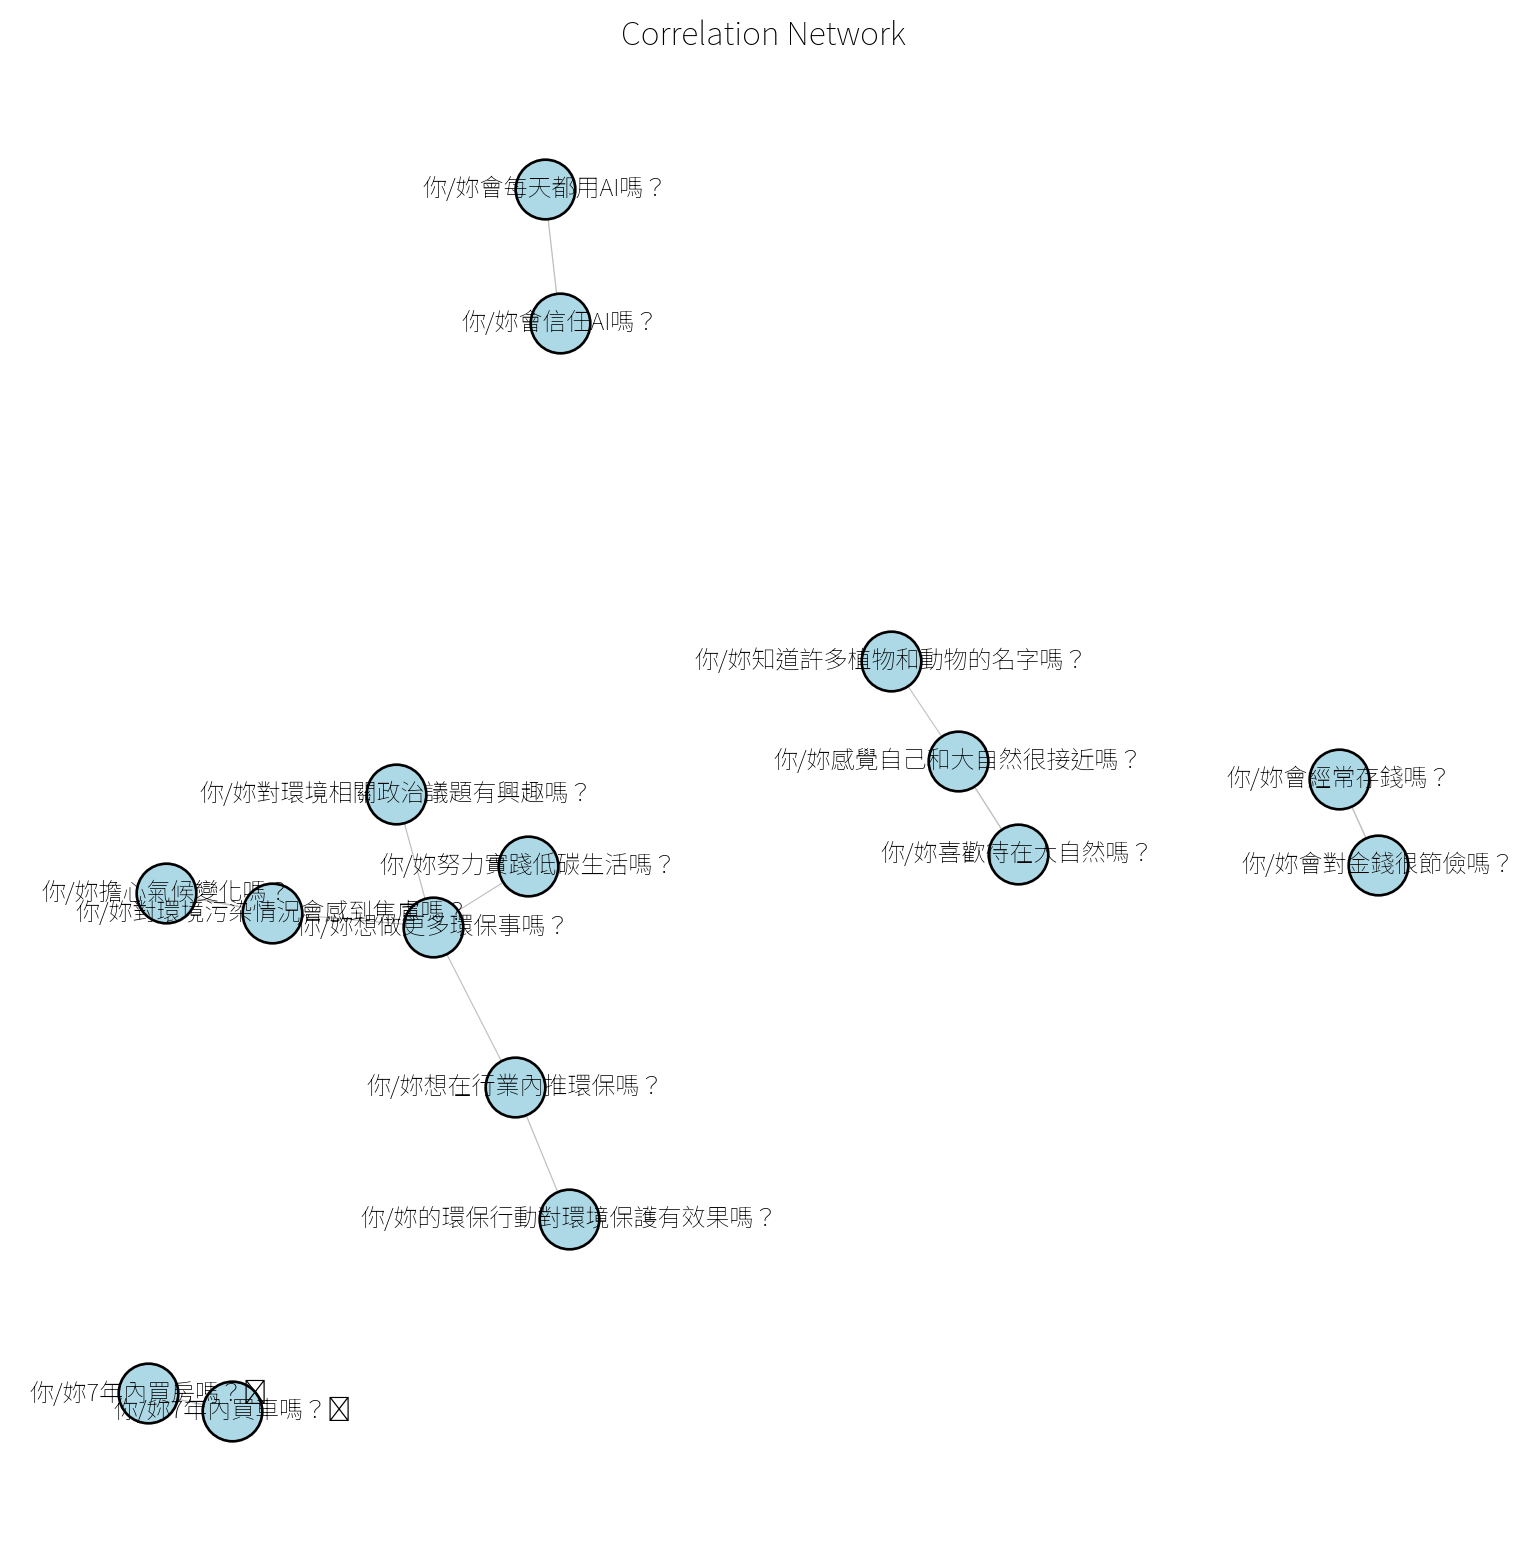 Correlation Network
你/妳會每天都用AI嗎？
你/妳會信任AI嗎？
你/妳知道許多植物和動物的名字嗎？
你/妳感覺自己和大自然很接近嗎？
你/妳會經常存錢嗎？
你/妳對環境相關政治議題有興趣嗎？
你/妳喜歡待在大自然嗎？
你/妳努力實踐低碳生活嗎？
你/妳會對金錢很節儉嗎？
你/妳擔心氣候變化嗎？
你/妳對環境污染情況會感到焦慮嗎？
你/妳想做更多環保事嗎？
你/妳想在行業內推環保嗎？
你/妳的環保行動對環境保護有效果嗎？
你/妳7年內買房嗎？
你/妳7年內買車嗎？